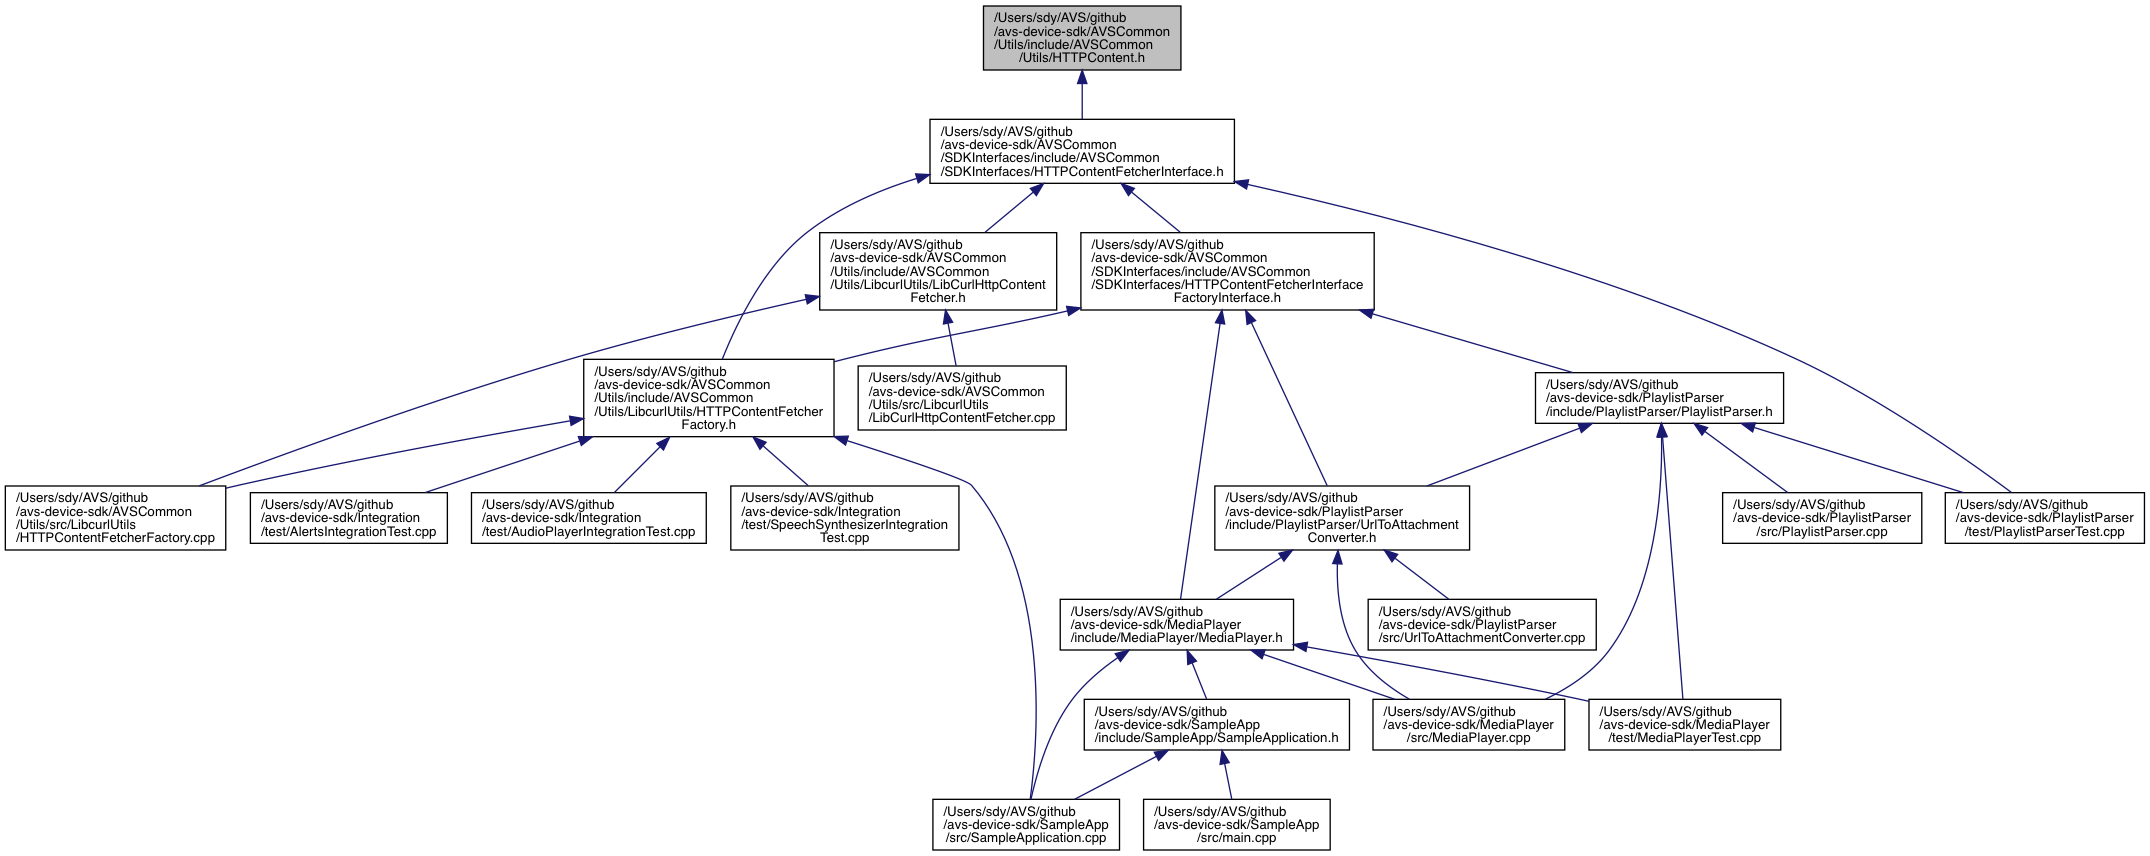 /Users/sdy/AVS/github
/avs-device-sdk/AVSCommon
/Utils/include/AVSCommon
/Utils/HTTPContent.h
/Users/sdy/AVS/github
/avs-device-sdk/AVSCommon
/SDKInterfaces/include/AVSCommon
/SDKInterfaces/HTTPContentFetcherInterface.h
/Users/sdy/AVS/github
/avs-device-sdk/AVSCommon
/Utils/include/AVSCommon
/Utils/LibcurlUtils/LibCurlHttpContent
Fetcher.h
/Users/sdy/AVS/github
/avs-device-sdk/AVSCommon
/SDKInterfaces/include/AVSCommon
/SDKInterfaces/HTTPContentFetcherInterface
FactoryInterface.h
/Users/sdy/AVS/github
/avs-device-sdk/AVSCommon
/Utils/include/AVSCommon
/Utils/LibcurlUtils/HTTPContentFetcher
Factory.h
/Users/sdy/AVS/github
/avs-device-sdk/AVSCommon
/Utils/src/LibcurlUtils
/LibCurlHttpContentFetcher.cpp
/Users/sdy/AVS/github
/avs-device-sdk/PlaylistParser
/include/PlaylistParser/PlaylistParser.h
/Users/sdy/AVS/github
/avs-device-sdk/AVSCommon
/Utils/src/LibcurlUtils
/HTTPContentFetcherFactory.cpp
/Users/sdy/AVS/github
/avs-device-sdk/Integration
/test/AlertsIntegrationTest.cpp
/Users/sdy/AVS/github
/avs-device-sdk/Integration
/test/AudioPlayerIntegrationTest.cpp
/Users/sdy/AVS/github
/avs-device-sdk/Integration
/test/SpeechSynthesizerIntegration
Test.cpp
/Users/sdy/AVS/github
/avs-device-sdk/PlaylistParser
/include/PlaylistParser/UrlToAttachment
Converter.h
/Users/sdy/AVS/github
/avs-device-sdk/PlaylistParser
/src/PlaylistParser.cpp
/Users/sdy/AVS/github
/avs-device-sdk/PlaylistParser
/test/PlaylistParserTest.cpp
/Users/sdy/AVS/github
/avs-device-sdk/MediaPlayer
/include/MediaPlayer/MediaPlayer.h
/Users/sdy/AVS/github
/avs-device-sdk/PlaylistParser
/src/UrlToAttachmentConverter.cpp
/Users/sdy/AVS/github
/avs-device-sdk/SampleApp
/include/SampleApp/SampleApplication.h
/Users/sdy/AVS/github
/avs-device-sdk/MediaPlayer
/src/MediaPlayer.cpp
/Users/sdy/AVS/github
/avs-device-sdk/MediaPlayer
/test/MediaPlayerTest.cpp
/Users/sdy/AVS/github
/avs-device-sdk/SampleApp
/src/SampleApplication.cpp
/Users/sdy/AVS/github
/avs-device-sdk/SampleApp
/src/main.cpp